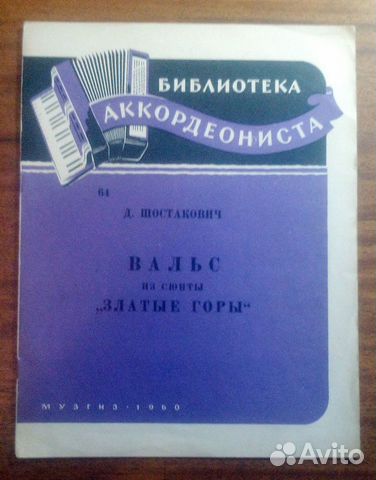 БИБЛИОТЕКА
АККОРДЕОНИСТА
64
Д. ШОСТАКОВИЧ
ВАЛЬС
ИЗ СЮИТЫ
„ЗЛАТЫЕ ГОРЫ“
МУЗГИЗ · 1960
Avito